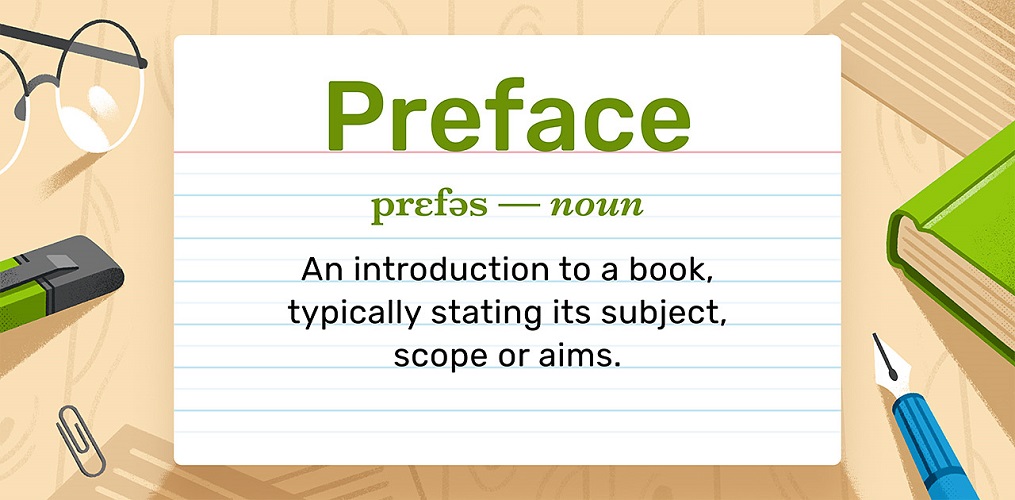 Preface
prɛfəs — noun
An introduction to a book,
typically stating its subject,
scope or aims.